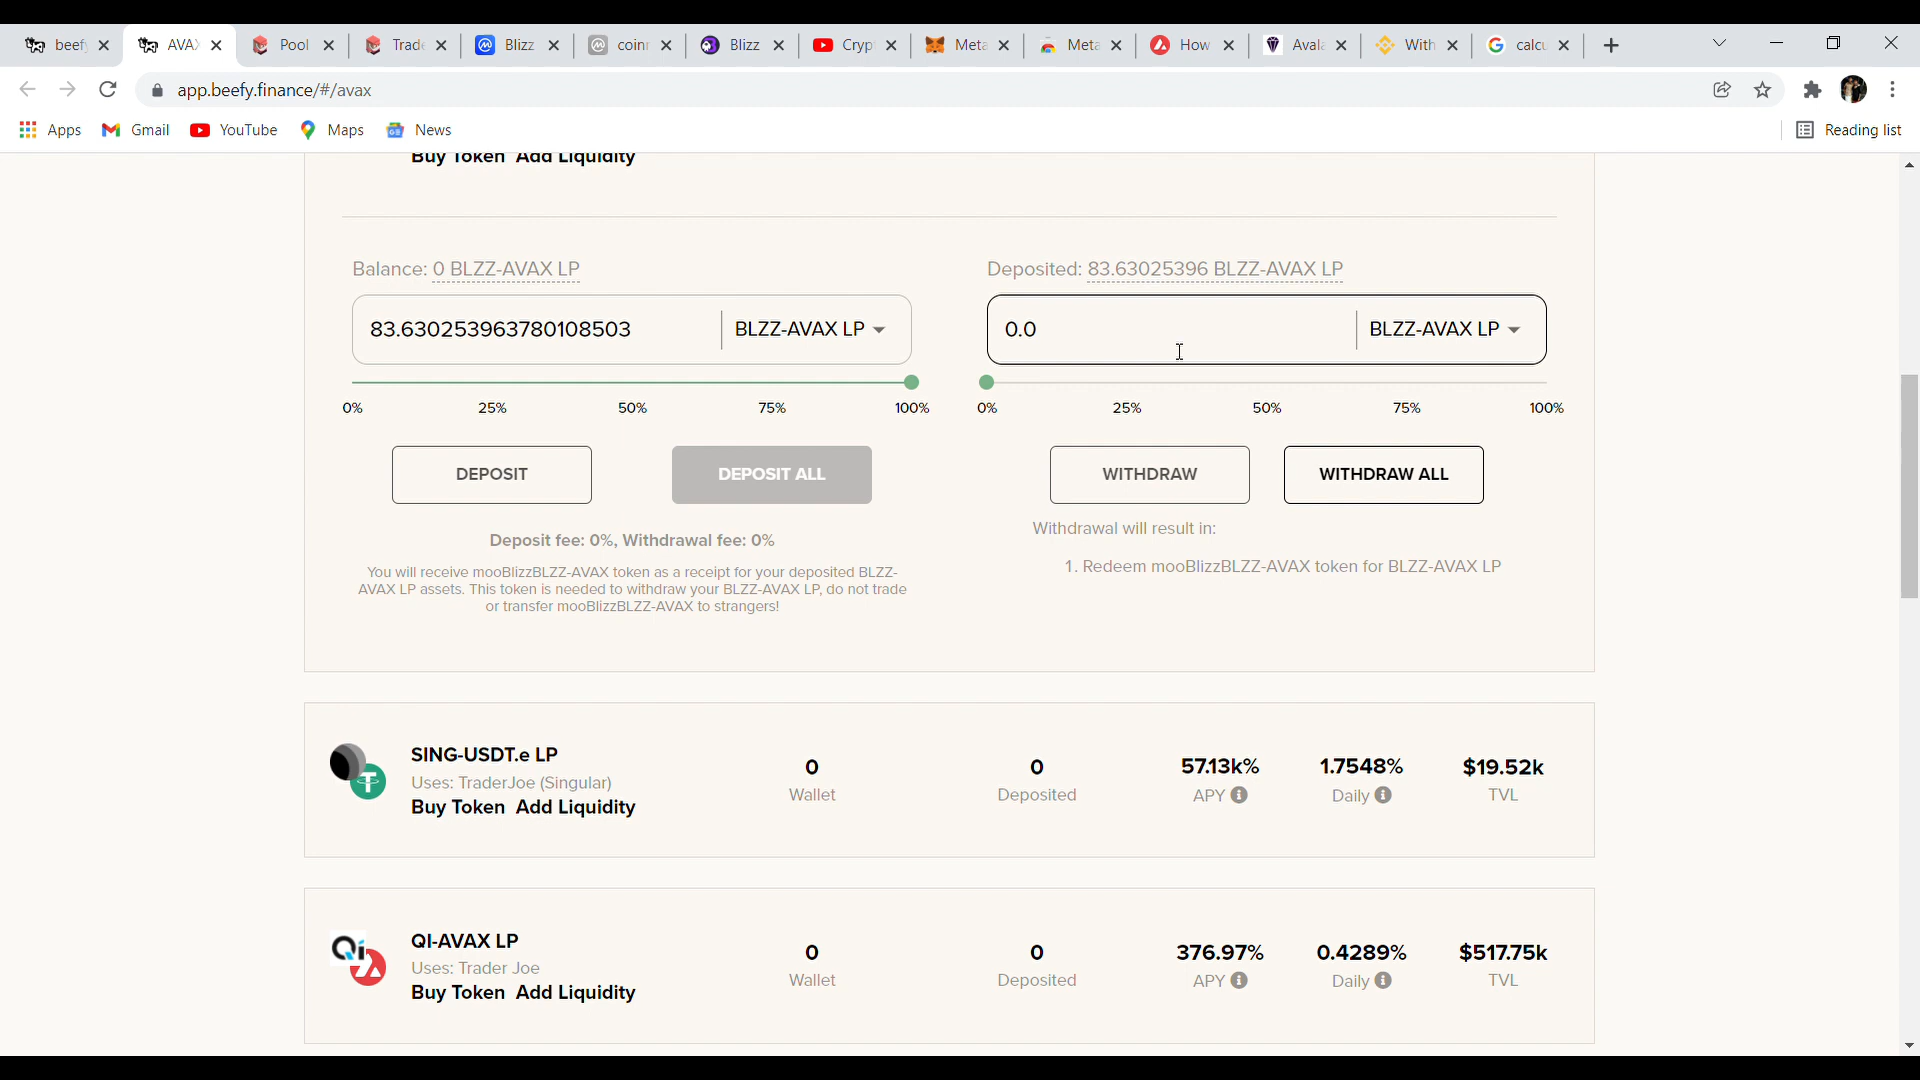 beef
AVA
Pool
Trade
Blizz
coin
Blizz
Cryp
Meta
Meta
How
Avala
With
calcu
app.beefy.finance/#/avax
Apps
Gmail
YouTube
Maps
News
Reading list
Buy Token Add Liquidity
Balance: 0 BLZZ-AVAX LP
Deposited: 83.63025396 BLZZ-AVAX LP
83.630253963780108503
BLZZ-AVAX LP
0.0
BLZZ-AVAX LP
0% 25% 50% 75% 100%
0% 25% 50% 75% 100%
DEPOSIT
DEPOSIT ALL
WITHDRAW
WITHDRAW ALL
Deposit fee: 0%, Withdrawal fee: 0%
You will receive mooBlizzBLZZ-AVAX token as a receipt for your deposited BLZZ-
AVAX LP assets. This token is needed to withdraw your BLZZ-AVAX LP, do not trade
or transfer mooBlizzBLZZ-AVAX to strangers!
Withdrawal will result in:
1. Redeem mooBlizzBLZZ-AVAX token for BLZZ-AVAX LP
SING-USDT.e LP
Uses: TraderJoe (Singular)
Buy Token Add Liquidity
0
Wallet
0
Deposited
57.13k%
APY
1.7548%
Daily
$19.52k
TVL
QI-AVAX LP
Uses: Trader Joe
Buy Token Add Liquidity
0
Wallet
0
Deposited
376.97%
APY
0.4289%
Daily
$517.75k
TVL